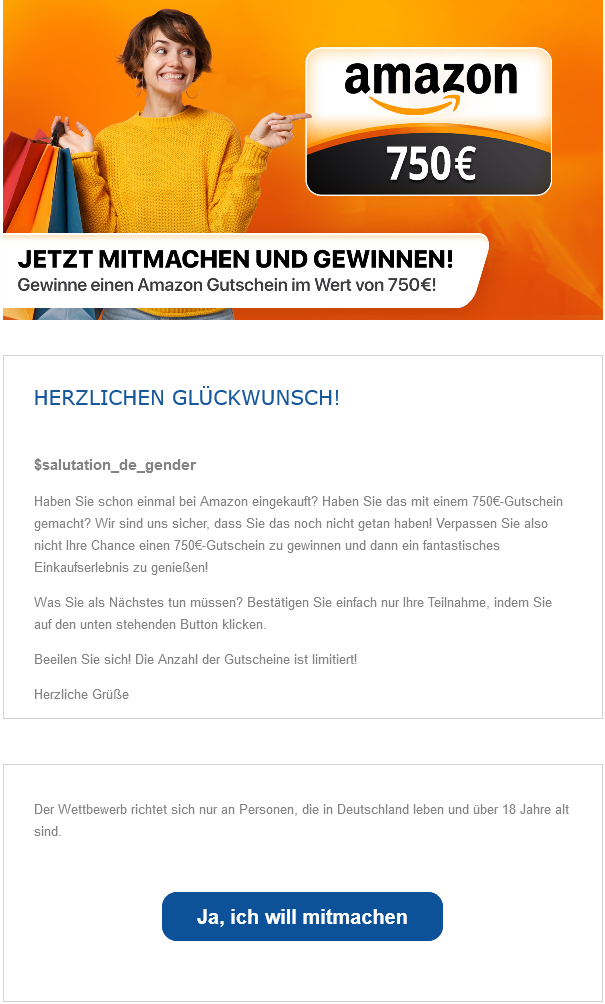 amazon
750€
JETZT MITMACHEN UND GEWINNEN!
Gewinne einen Amazon Gutschein im Wert von 750€!
HERZLICHEN GLÜCKWUNSCH!
$salutation_de_gender
Haben Sie schon einmal bei Amazon eingekauft? Haben Sie das mit einem 750€-Gutschein
gemacht? Wir sind uns sicher, dass Sie das noch nicht getan haben! Verpassen Sie also
nicht Ihre Chance einen 750€-Gutschein zu gewinnen und dann ein fantastisches
Einkaufserlebnis zu genießen!
Was Sie als Nächstes tun müssen? Bestätigen Sie einfach nur Ihre Teilnahme, indem Sie
auf den unten stehenden Button klicken.
Beeilen Sie sich! Die Anzahl der Gutscheine ist limitiert!
Herzliche Grüße
Der Wettbewerb richtet sich nur an Personen, die in Deutschland leben und über 18 Jahre alt
sind.
Ja, ich will mitmachen